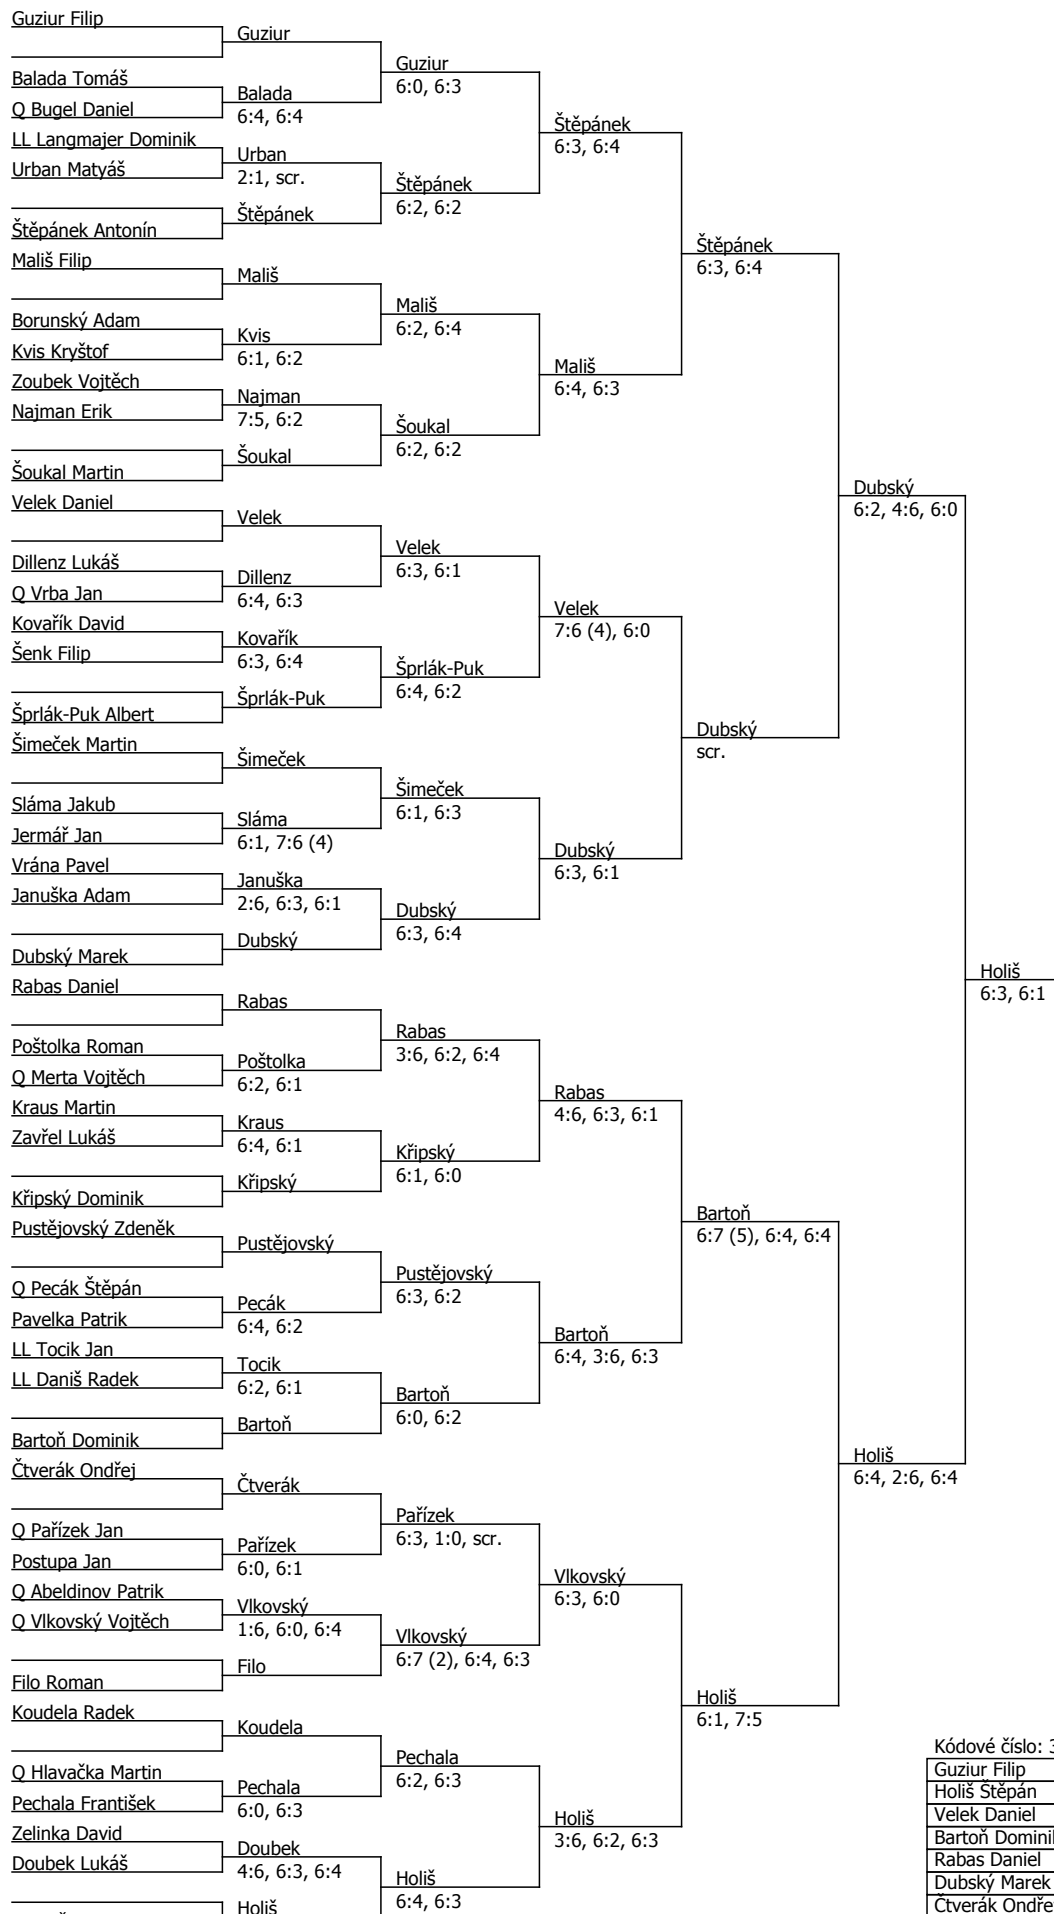 Guziur Filip
Balada Tomáš
Q Bugel Daniel
LL Langmajer Dominik
Urban Matyáš
Štěpánek Antonín
Mališ Filip
Borunský Adam
Kvis Kryštof
Zoubek Vojtěch
Najman Erik
Šoukal Martin
Velek Daniel
Dillenz Lukáš
Q Vrba Jan
Kovařík David
Šenk Filip
Šprlák-Puk Albert
Šimeček Martin
Sláma Jakub
Jermář Jan
Vrána Pavel
Januška Adam
Dubský Marek
Rabas Daniel
Poštolka Roman
Q Merta Vojtěch
Kraus Martin
Zavřel Lukáš
Křipský Dominik
Pustějovský Zdeněk
Q Pecák Štěpán
Pavelka Patrik
LL Tocik Jan
LL Daniš Radek
Bartoň Dominik
Čtverák Ondřej
Q Pařízek Jan
Postupa Jan
Q Abeldinov Patrik
Q Vlkovský Vojtěch
Filo Roman
Koudela Radek
Q Hlavačka Martin
Pechala František
Zelinka David
Doubek Lukáš
Guziur
Balada
6:4, 6:4
Urban
2:1, scr.
Štěpánek
Mališ
Kvis
6:1, 6:2
Najman
7:5, 6:2
Šoukal
Velek
Dillenz
6:4, 6:3
Kovařík
6:3, 6:4
Šprlák-Puk
Šimeček
Sláma
6:1, 7:6 (4)
Januška
2:6, 6:3, 6:1
Dubský
Rabas
Poštolka
6:2, 6:1
Kraus
6:4, 6:1
Křipský
Pustějovský
Pecák
6:4, 6:2
Tocik
6:2, 6:1
Bartoň
Čtverák
Pařízek
6:0, 6:1
Vlkovský
1:6, 6:0, 6:4
Filo
Koudela
Pechala
6:0, 6:3
Doubek
4:6, 6:3, 6:4
Holiš
Guziur
6:0, 6:3
Štěpánek
6:2, 6:2
Mališ
6:2, 6:4
Šoukal
6:2, 6:2
Velek
6:3, 6:1
Šprlák-Puk
6:4, 6:2
Šimeček
6:1, 6:3
Dubský
6:3, 6:4
Rabas
3:6, 6:2, 6:4
Křipský
6:1, 6:0
Pustějovský
6:3, 6:2
Bartoň
6:0, 6:2
Pařízek
6:3, 1:0, scr.
Vlkovský
6:7 (2), 6:4, 6:3
Pechala
6:2, 6:3
Holiš
6:4, 6:3
Štěpánek
6:3, 6:4
Mališ
6:4, 6:3
Velek
7:6 (4), 6:0
Dubský
6:3, 6:1
Rabas
4:6, 6:3, 6:1
Bartoň
6:4, 3:6, 6:3
Vlkovský
6:3, 6:0
Holiš
3:6, 6:2, 6:3
Štěpánek
6:3, 6:4
Dubský
scr.
Bartoň
6:7 (5), 6:4, 6:4
Holiš
6:1, 7:5
Dubský
6:2, 4:6, 6:0
Holiš
6:4, 2:6, 6:4
Holiš
6:3, 6:1
Kódové číslo: 3
Guziur Filip
Holiš Štěpán
Velek Daniel
Bartoň Dominik
Rabas Daniel
Dubský Marek
Čtverák Ondřej